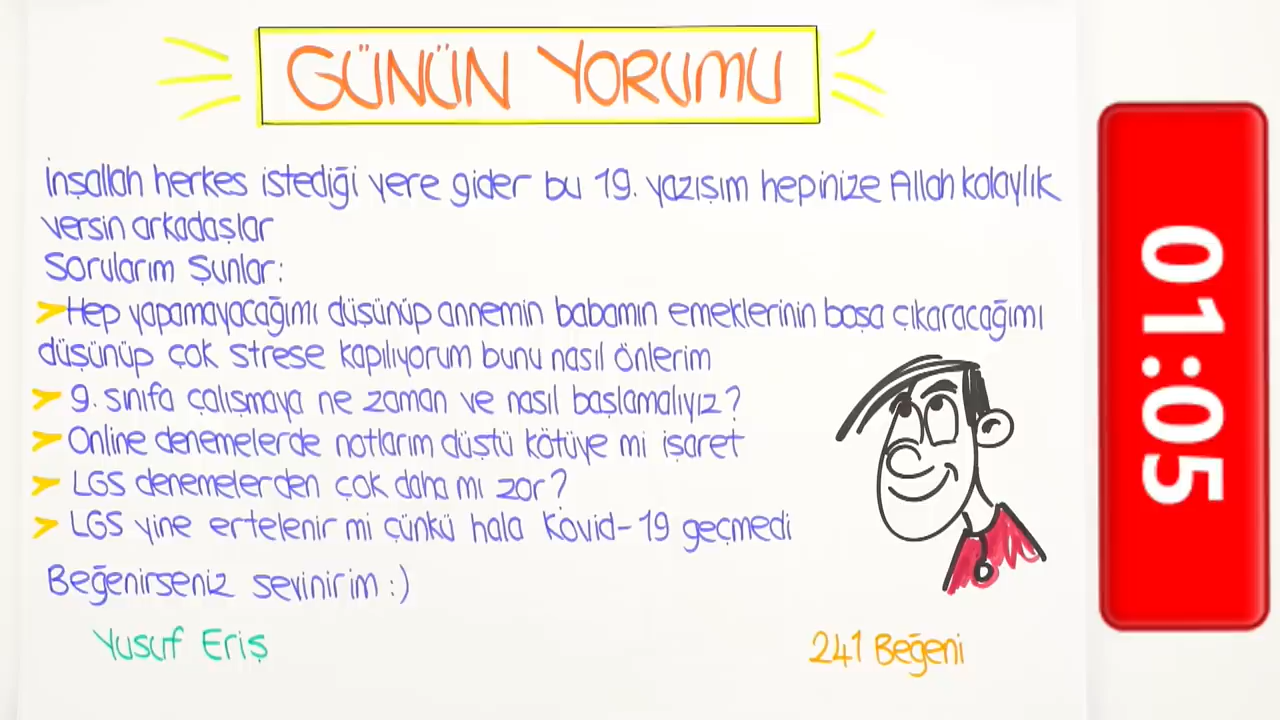 GÜNÜN YORUMU
İnşallah herkes istediği yere gider bu 19. yazışım hepinize Allah kolaylık
versin arkadaşlar
Sorularım Şunlar:
➤Hep yapamayacağımı düşünüp annemin babamın emeklerinin boşa çıkaracağımı
düşünüp çok strese kapılıyorum bunu nasıl önlerim
➤ 9. sınıfa çalışmaya ne zaman ve nasıl başlamalıyız?
➤ Online denemelerde notlarım düştü kötüye mi işaret
➤ LGS denemelerden çok daha mı zor?
➤ LGS yine ertelenir mi çünkü hala Kovid-19 geçmedi
Beğenirseniz sevinirim :)
Yusuf Eriş
241 Beğeni
01:05